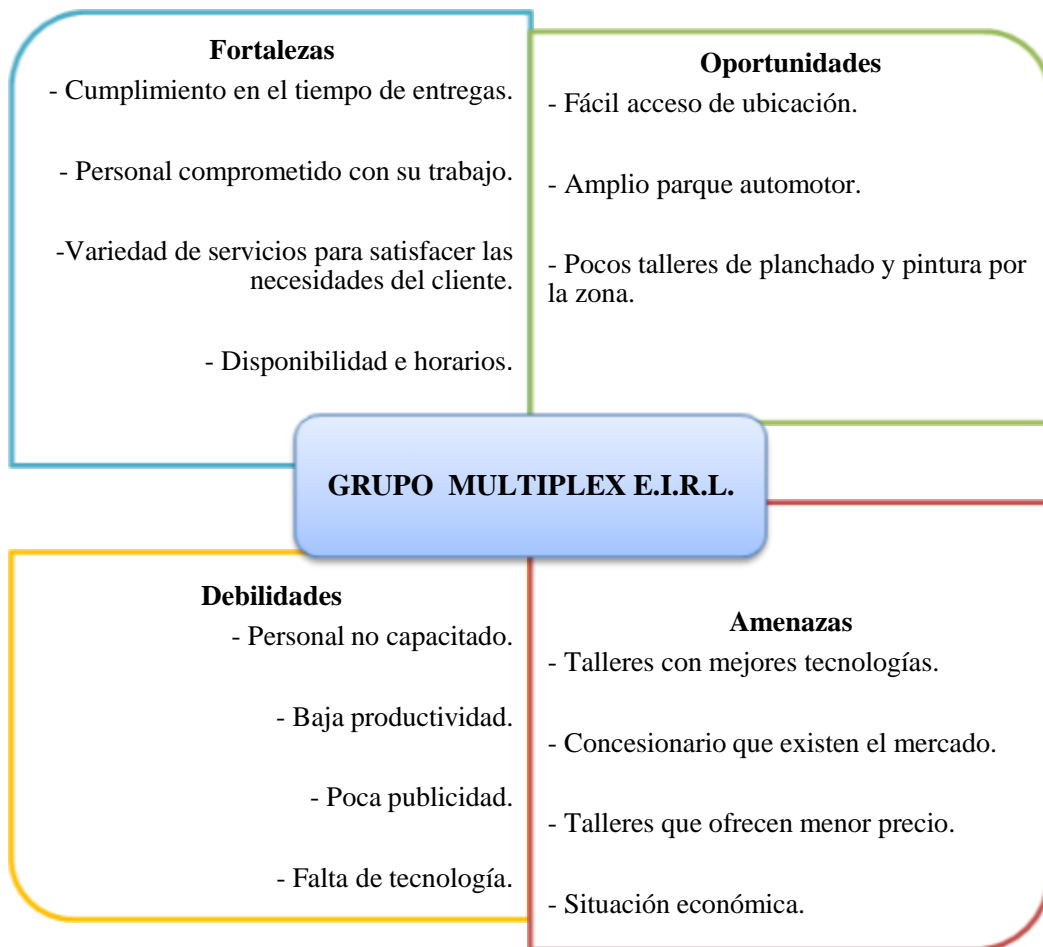 Fortalezas
- Cumplimiento en el tiempo de entregas.
- Personal comprometido con su trabajo.
-Variedad de servicios para satisfacer las
necesidades del cliente.
- Disponibilidad e horarios.
Oportunidades
- Fácil acceso de ubicación.
- Amplio parque automotor.
- Pocos talleres de planchado y pintura por
la zona.
GRUPO MULTIPLEX E.I.R.L.
Debilidades
- Personal no capacitado.
- Baja productividad.
- Poca publicidad.
- Falta de tecnología.
Amenazas
- Talleres con mejores tecnologías.
- Concesionario que existen el mercado.
- Talleres que ofrecen menor precio.
- Situación económica.